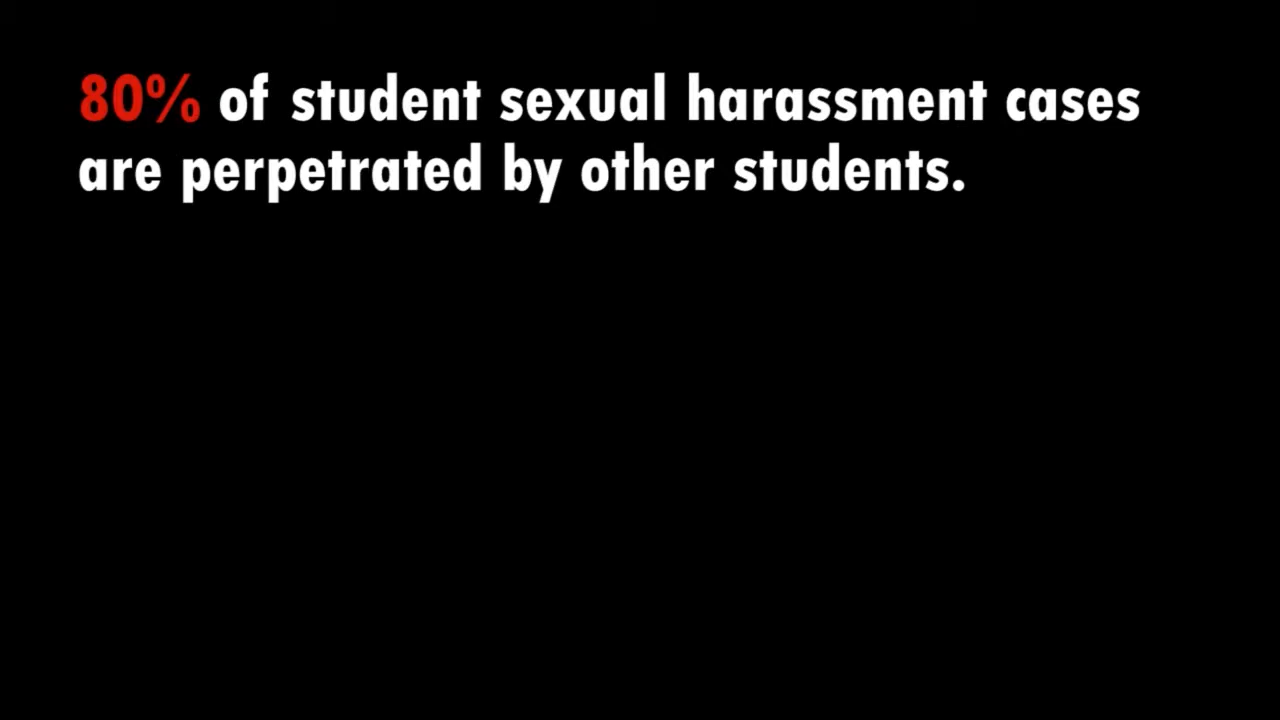 80% of student sexual harassment cases
are perpetrated by other students.